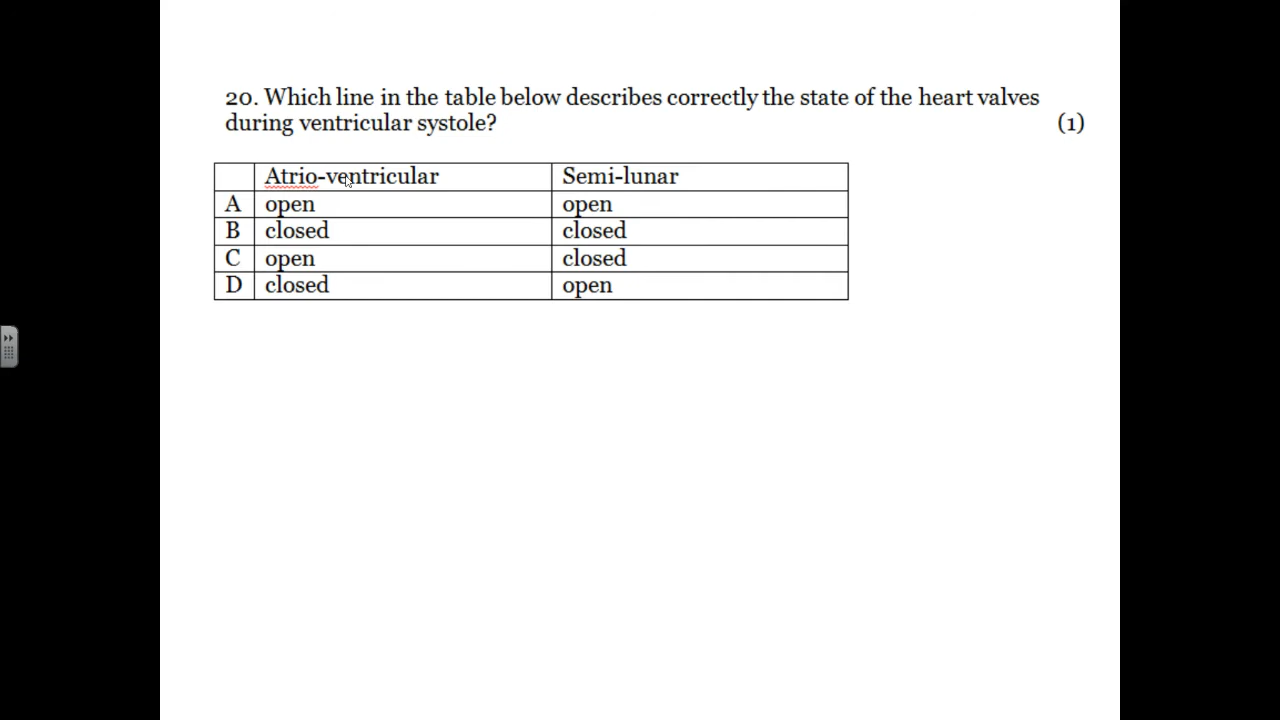 20. Which line in the table below describes correctly the state of the heart valves
during ventricular systole? (1)
Atrio-ventricular Semi-lunar
A open open
B closed closed
C open closed
D closed open